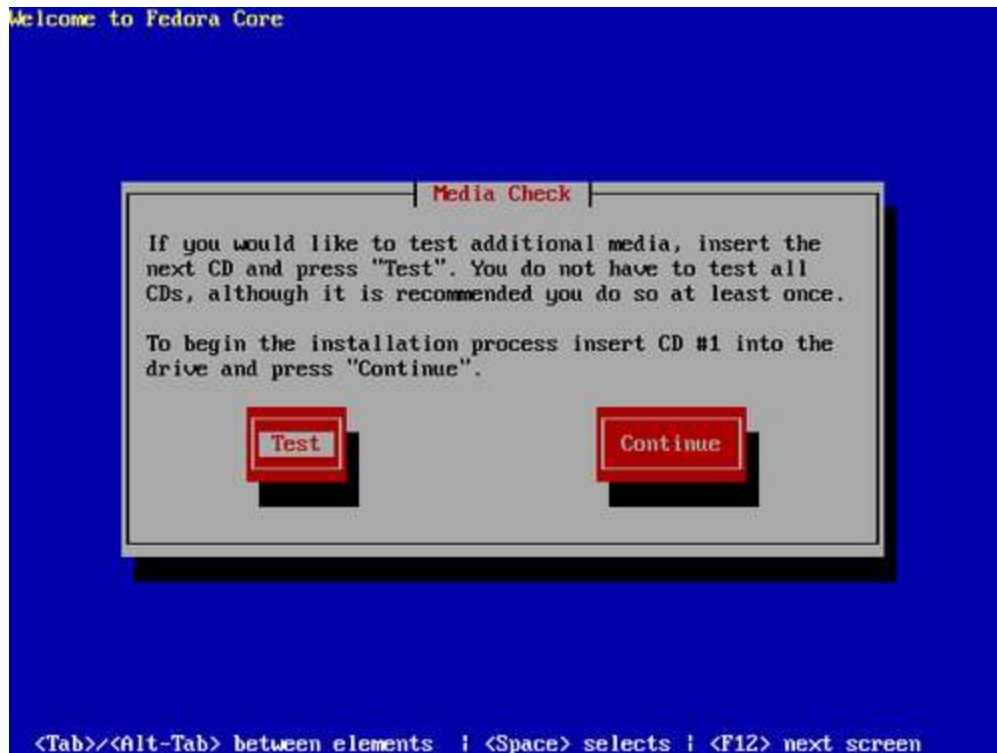 Welcome to Fedora Core
Media Check
If you would like to test additional media, insert the
next CD and press "Test". You do not have to test all
CDs, although it is recommended you do so at least once.
To begin the installation process insert CD #1 into the
drive and press "Continue".
Test Continue
<Tab>/<Alt-Tab> between elements | <Space> selects | <F12> next screen